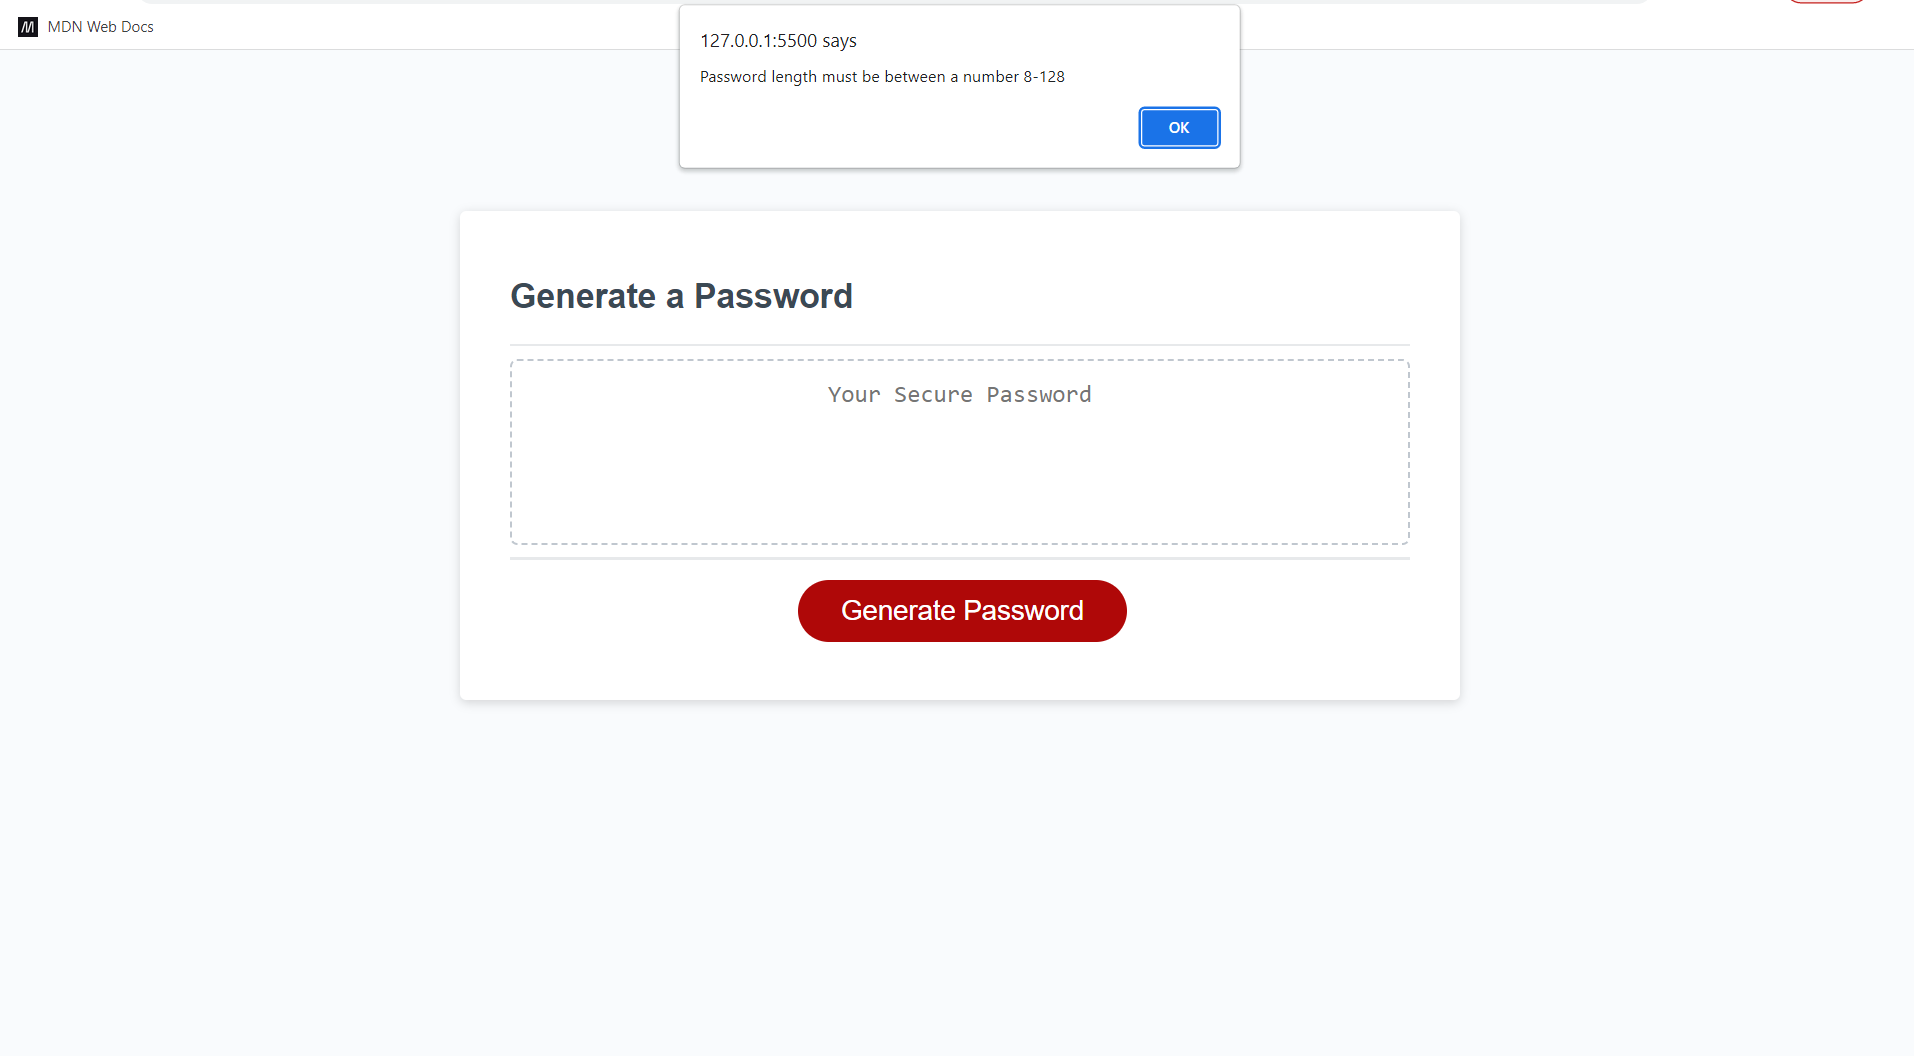 MDN Web Docs
127.0.0.1:5500 says
Password length must be between a number 8-128
OK
Generate a Password
Your Secure Password
Generate Password